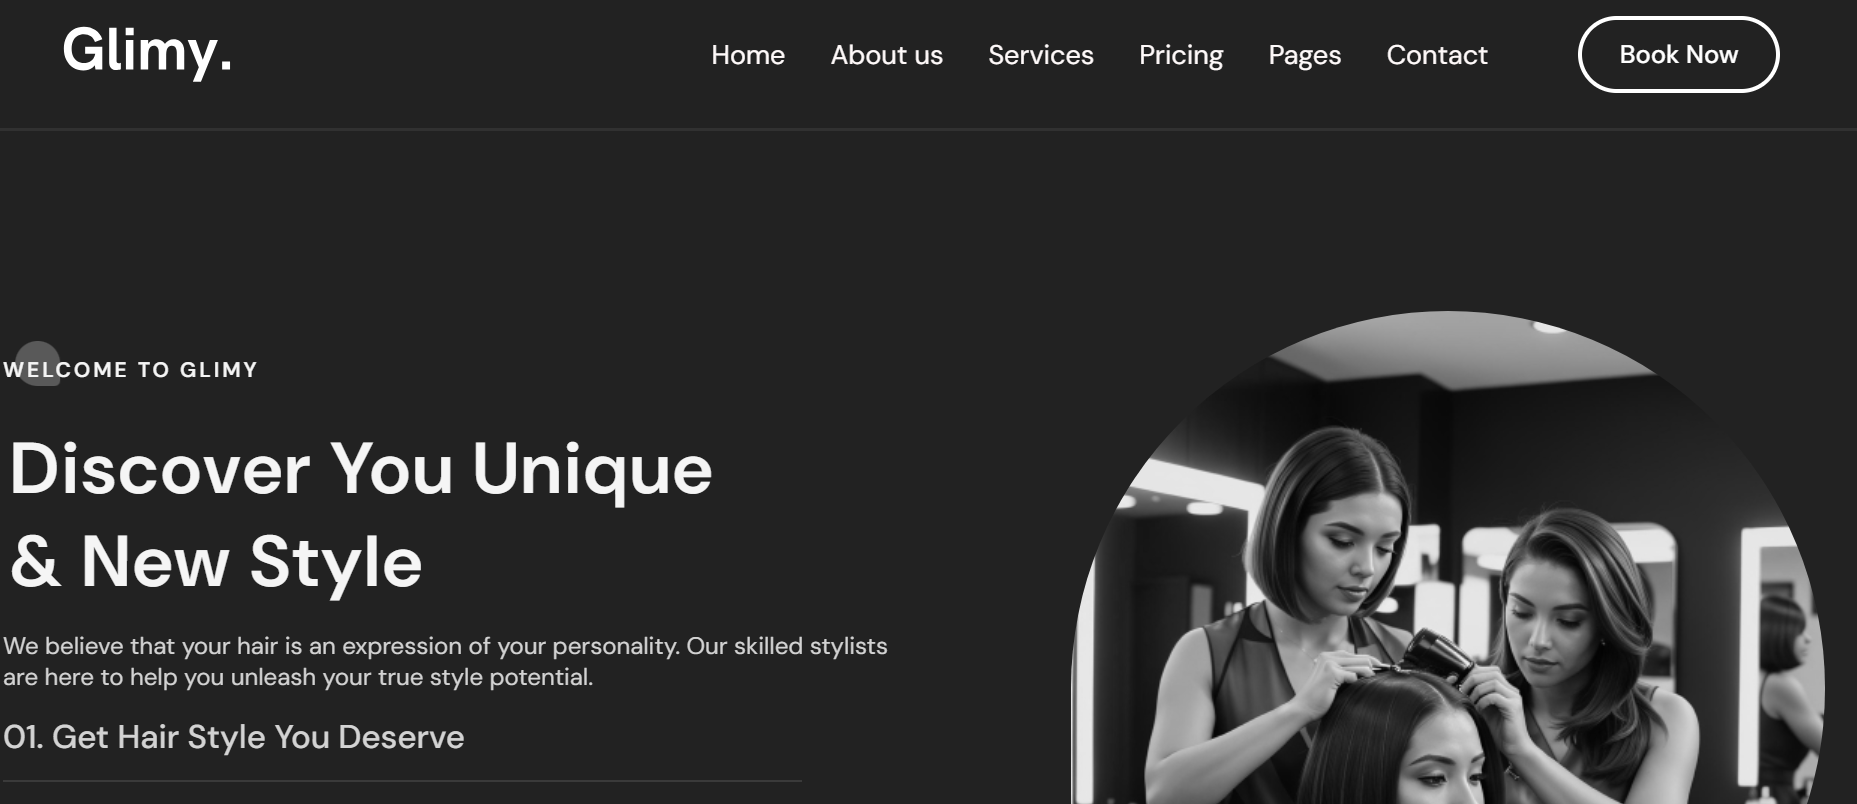 Glimy.
Home About us Services Pricing Pages Contact Book Now
WELCOME TO GLIMY
Discover You Unique
& New Style
We believe that your hair is an expression of your personality. Our skilled stylists
are here to help you unleash your true style potential.
01. Get Hair Style You Deserve